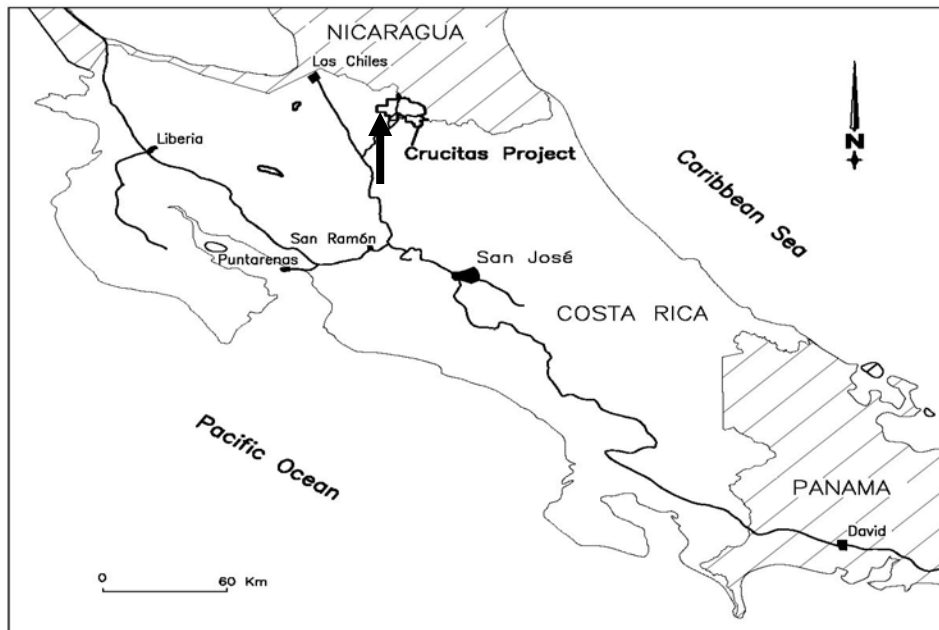 NICARAGUA
Los Chiles
Liberia
Crucitas Project
Caribbean Sea
N
San Ramón
Puntarenas
San José
COSTA RICA
Pacific Ocean
PANAMA
David
0 60 Km